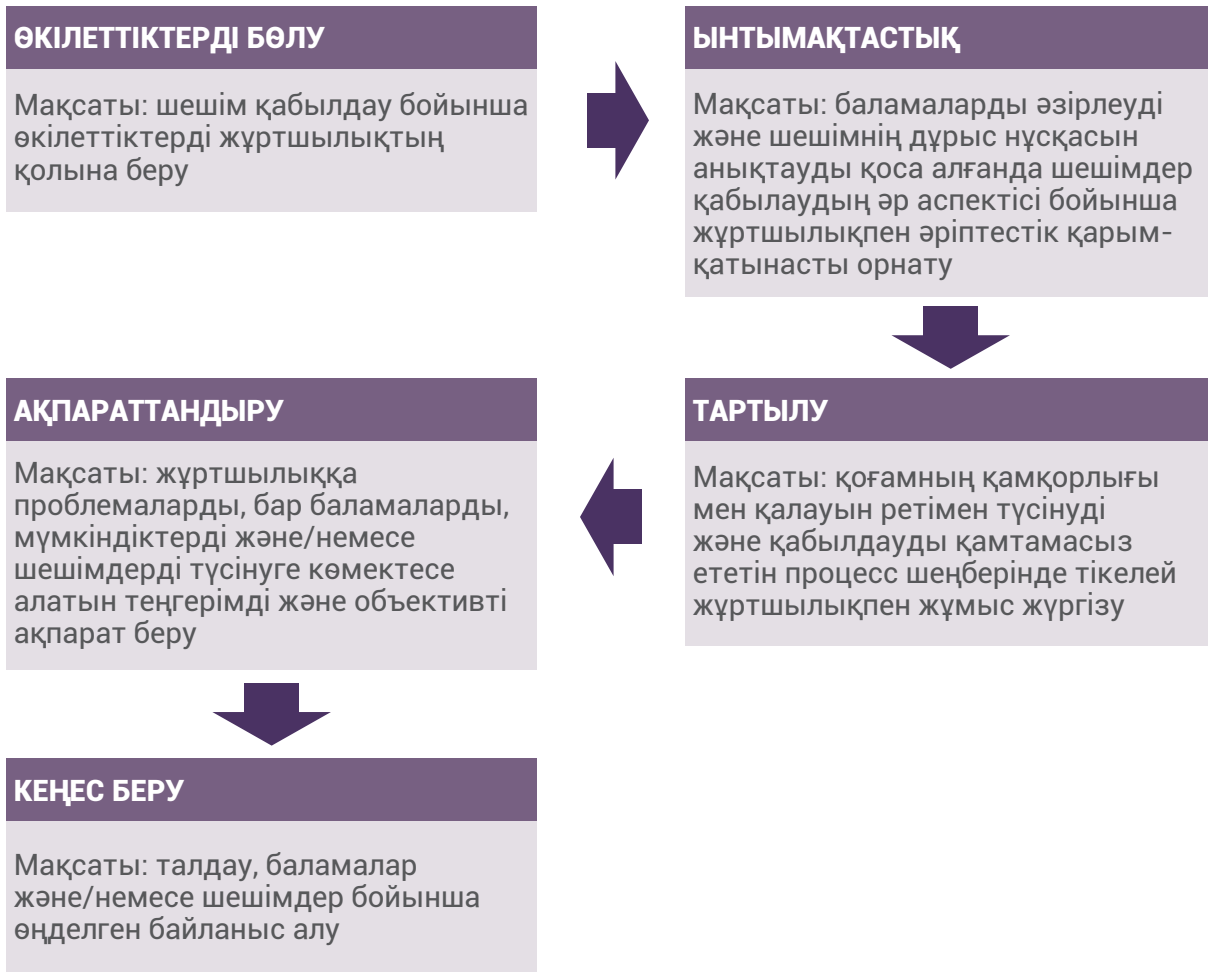 ӨКІЛЕТТІКТЕРДІ БӨЛУ
Мақсаты: шешім қабылдау бойынша
өкілеттіктерді жұртшылықтың
қолына беру
ЫНТЫМАҚТАСТЫҚ
Мақсаты: баламаларды әзірлеуді
және шешімнің дұрыс нұсқасын
анықтауды қоса алғанда шешімдер
қабылаудың әр аспектісі бойынша
жұртшылықпен әріптестік қарым-
қатынасты орнату
ТАРТЫЛУ
Мақсаты: қоғамның қамқорлығы
мен қалауын ретімен түсінуді
және қабылдауды қамтамасыз
ететін процесс шеңберінде тікелей
жұртшылықпен жұмыс жүргізу
АҚПАРАТТАНДЫРУ
Мақсаты: жұртшылыққа
проблемаларды, бар баламаларды,
мүмкіндіктерді және/немесе
шешімдерді түсінуге көмектесе
алатын теңгерімді және объективті
ақпарат беру
КЕҢЕС БЕРУ
Мақсаты: талдау, баламалар
және/немесе шешімдер бойынша
өңделген байланыс алу